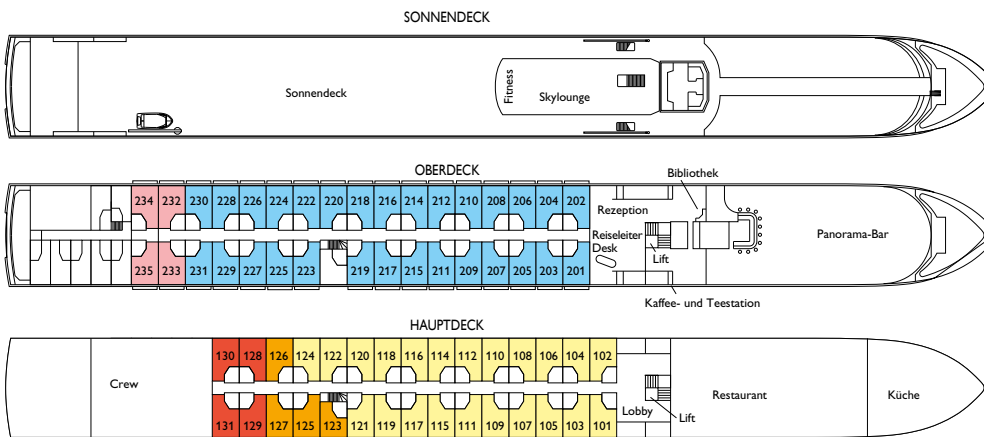 SONNENDECK
Sonnendeck
Fitness
Skylounge
OBERDECK
Bibliothek
234 232 230 228 226 224 222 220 218 216 214 212 210 208 206 204 202
Rezeption
Reiseleiter
Desk
Lift
Panorama-Bar
235 233 231 229 227 225 223 219 217 215 211 209 207 205 203 201
Kaffee- und Teestation
HAUPTDECK
130 128 126 124 122 120 118 116 114 112 110 108 106 104 102
Crew
Lobby
Lift
Restaurant
Küche
131 129 127 125 123 121 119 117 115 111 109 107 105 103 101